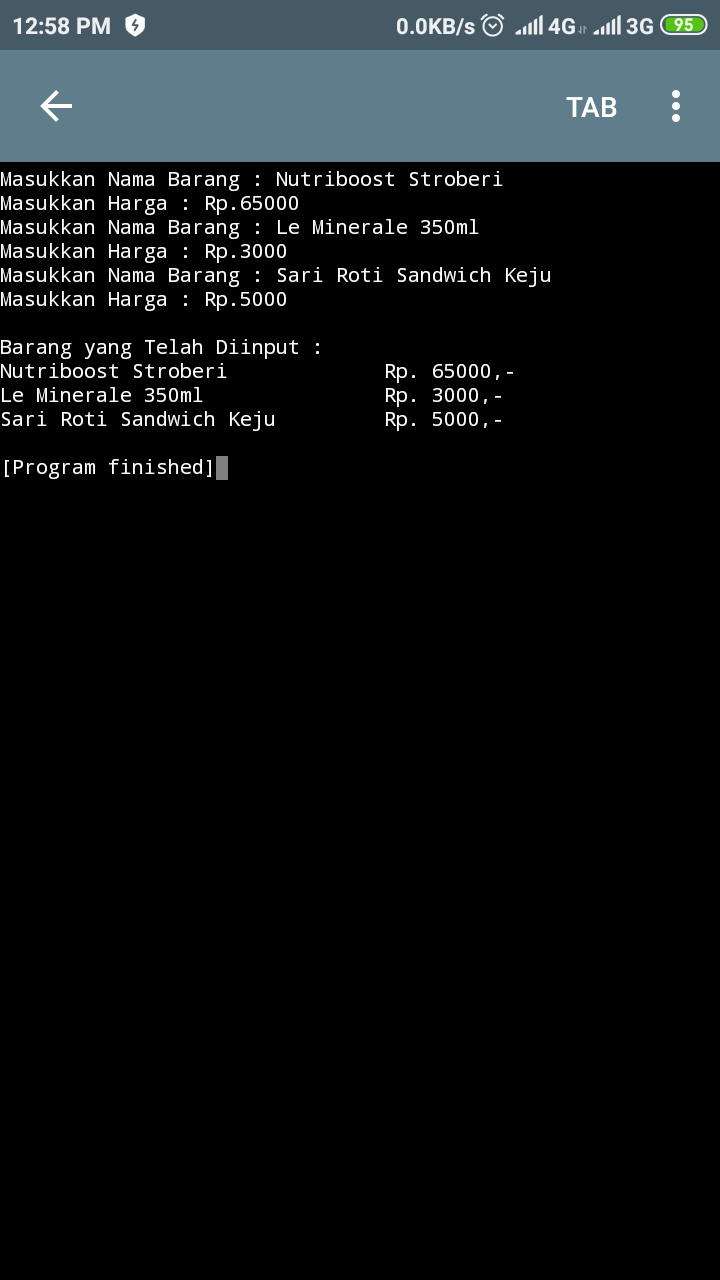 12:58 PM 0.0KB/s 4G 3G 95
TAB
Masukkan Nama Barang : Nutriboost Stroberi
Masukkan Harga : Rp.65000
Masukkan Nama Barang : Le Minerale 350ml
Masukkan Harga : Rp.3000
Masukkan Nama Barang : Sari Roti Sandwich Keju
Masukkan Harga : Rp.5000
Barang yang Telah Diinput :
Nutriboost Stroberi Rp. 65000,-
Le Minerale 350ml Rp. 3000,-
Sari Roti Sandwich Keju Rp. 5000,-
[Program finished]